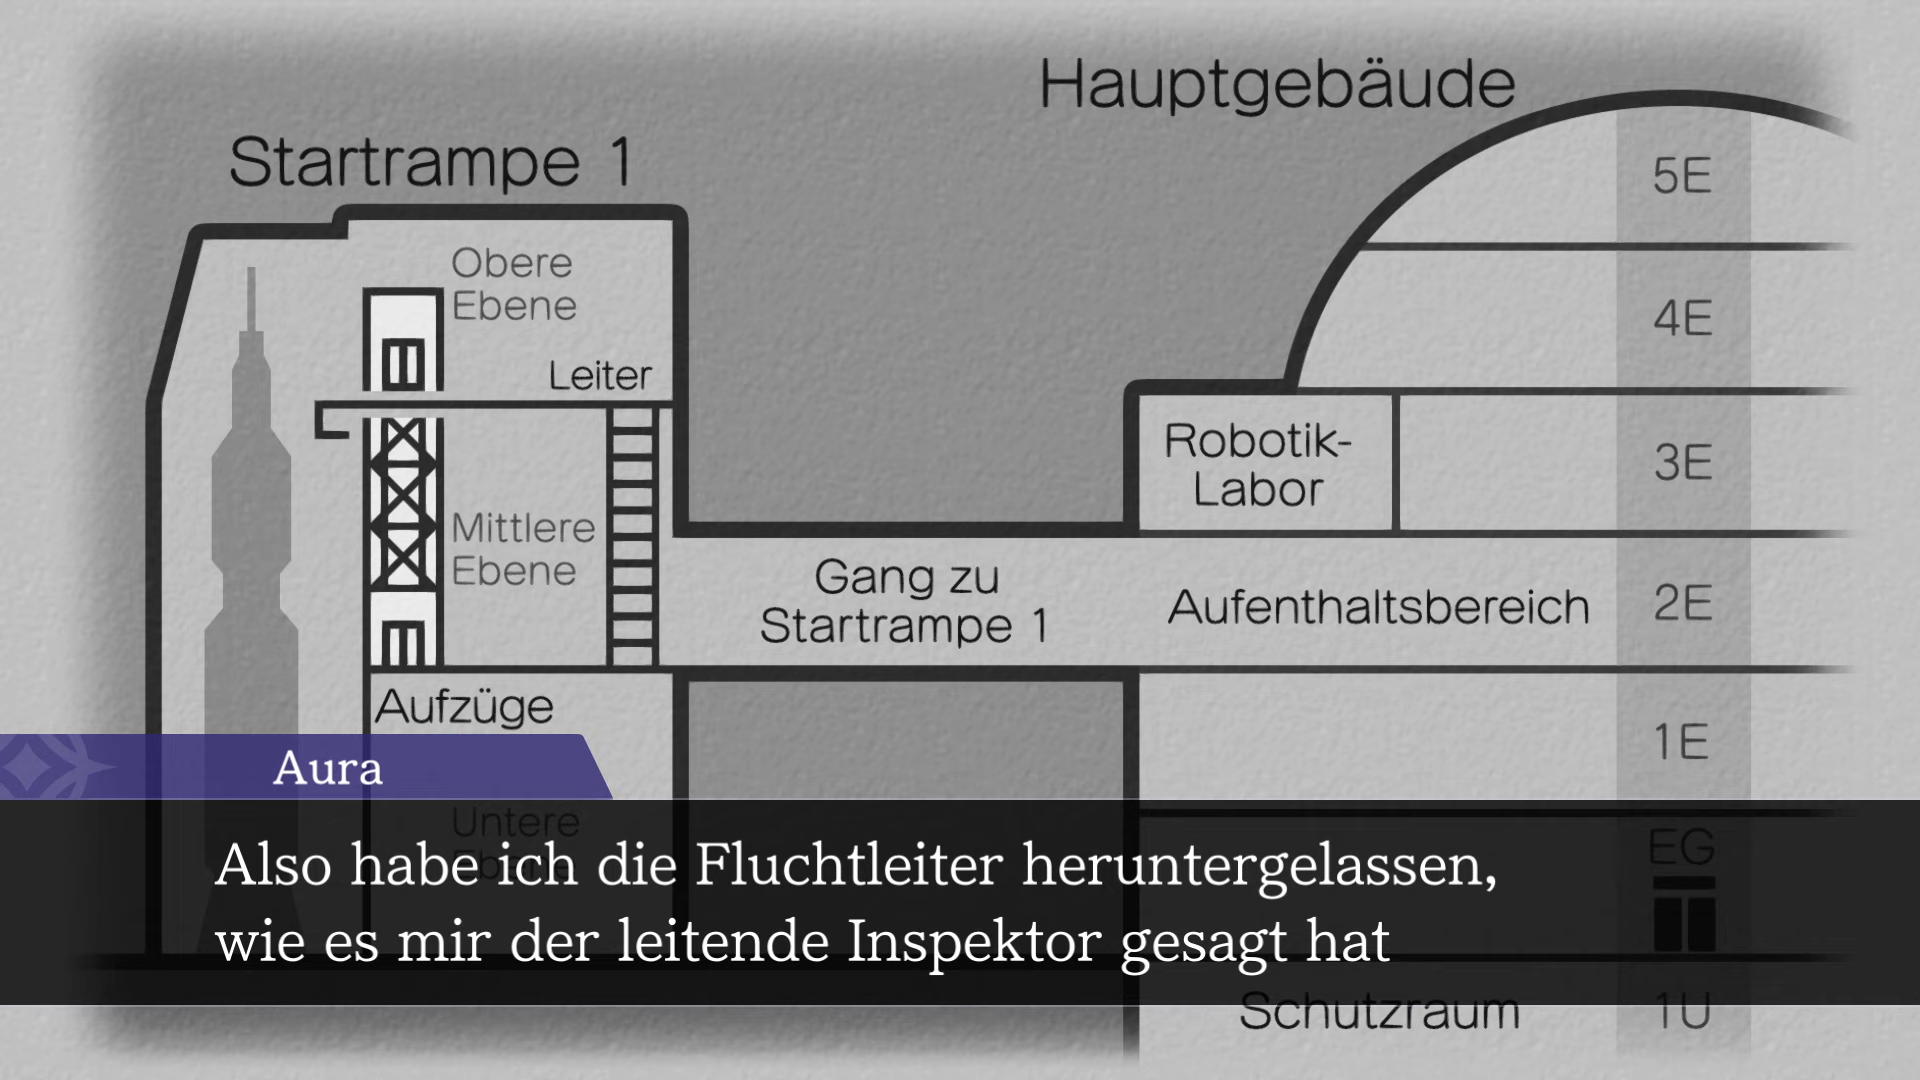 Hauptgebäude
Startrampe 1
5E
Obere
Ebene
4E
Leiter
Robotik-
Labor
3E
Mittlere
Ebene
Gang zu
Startrampe 1
Aufenthaltsbereich
2E
Aufzüge
1E
Aura
Untere
Ebene
EG
Also habe ich die Fluchtleiter heruntergelassen,
wie es mir der leitende Inspektor gesagt hat
Schutzraum
1U